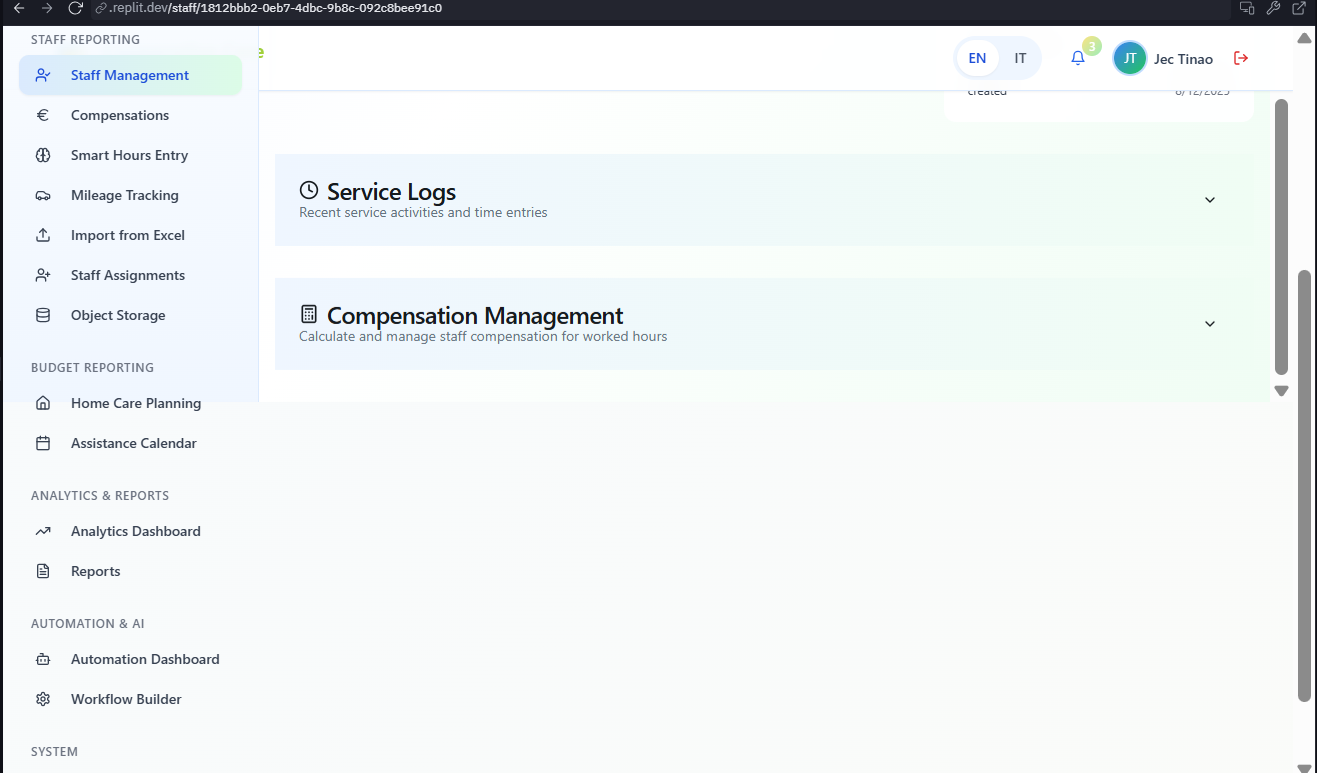 .replit.dev/staff/1812bbb2-0eb7-4dbc-9b8c-092c8bee91c0
STAFF REPORTING
Staff Management
Compensations
Smart Hours Entry
Mileage Tracking
Import from Excel
Staff Assignments
Object Storage
BUDGET REPORTING
Home Care Planning
Assistance Calendar
ANALYTICS & REPORTS
Analytics Dashboard
Reports
AUTOMATION & AI
Automation Dashboard
Workflow Builder
SYSTEM
e
EN IT
3
JT Jec Tinao
created 8/12/2025
Service Logs
Recent service activities and time entries
Compensation Management
Calculate and manage staff compensation for worked hours